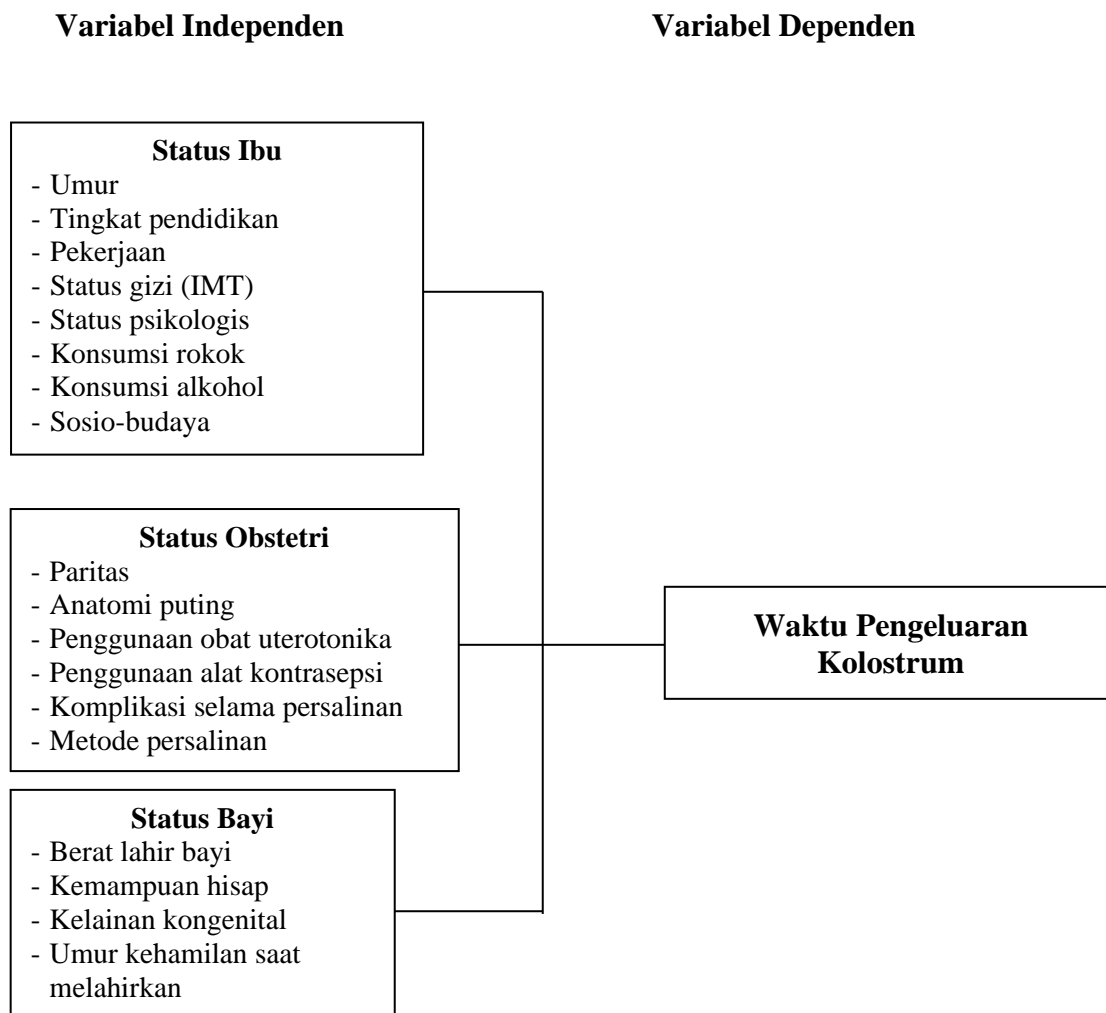 Variabel Independen
Variabel Dependen
Status Ibu
- Umur
- Tingkat pendidikan
- Pekerjaan
- Status gizi (IMT)
- Status psikologis
- Konsumsi rokok
- Konsumsi alkohol
- Sosio-budaya
Status Obstetri
- Paritas
- Anatomi puting
- Penggunaan obat uterotonika
- Penggunaan alat kontrasepsi
- Komplikasi selama persalinan
- Metode persalinan
Waktu Pengeluaran
Kolostrum
Status Bayi
- Berat lahir bayi
- Kemampuan hisap
- Kelainan kongenital
- Umur kehamilan saat
melahirkan